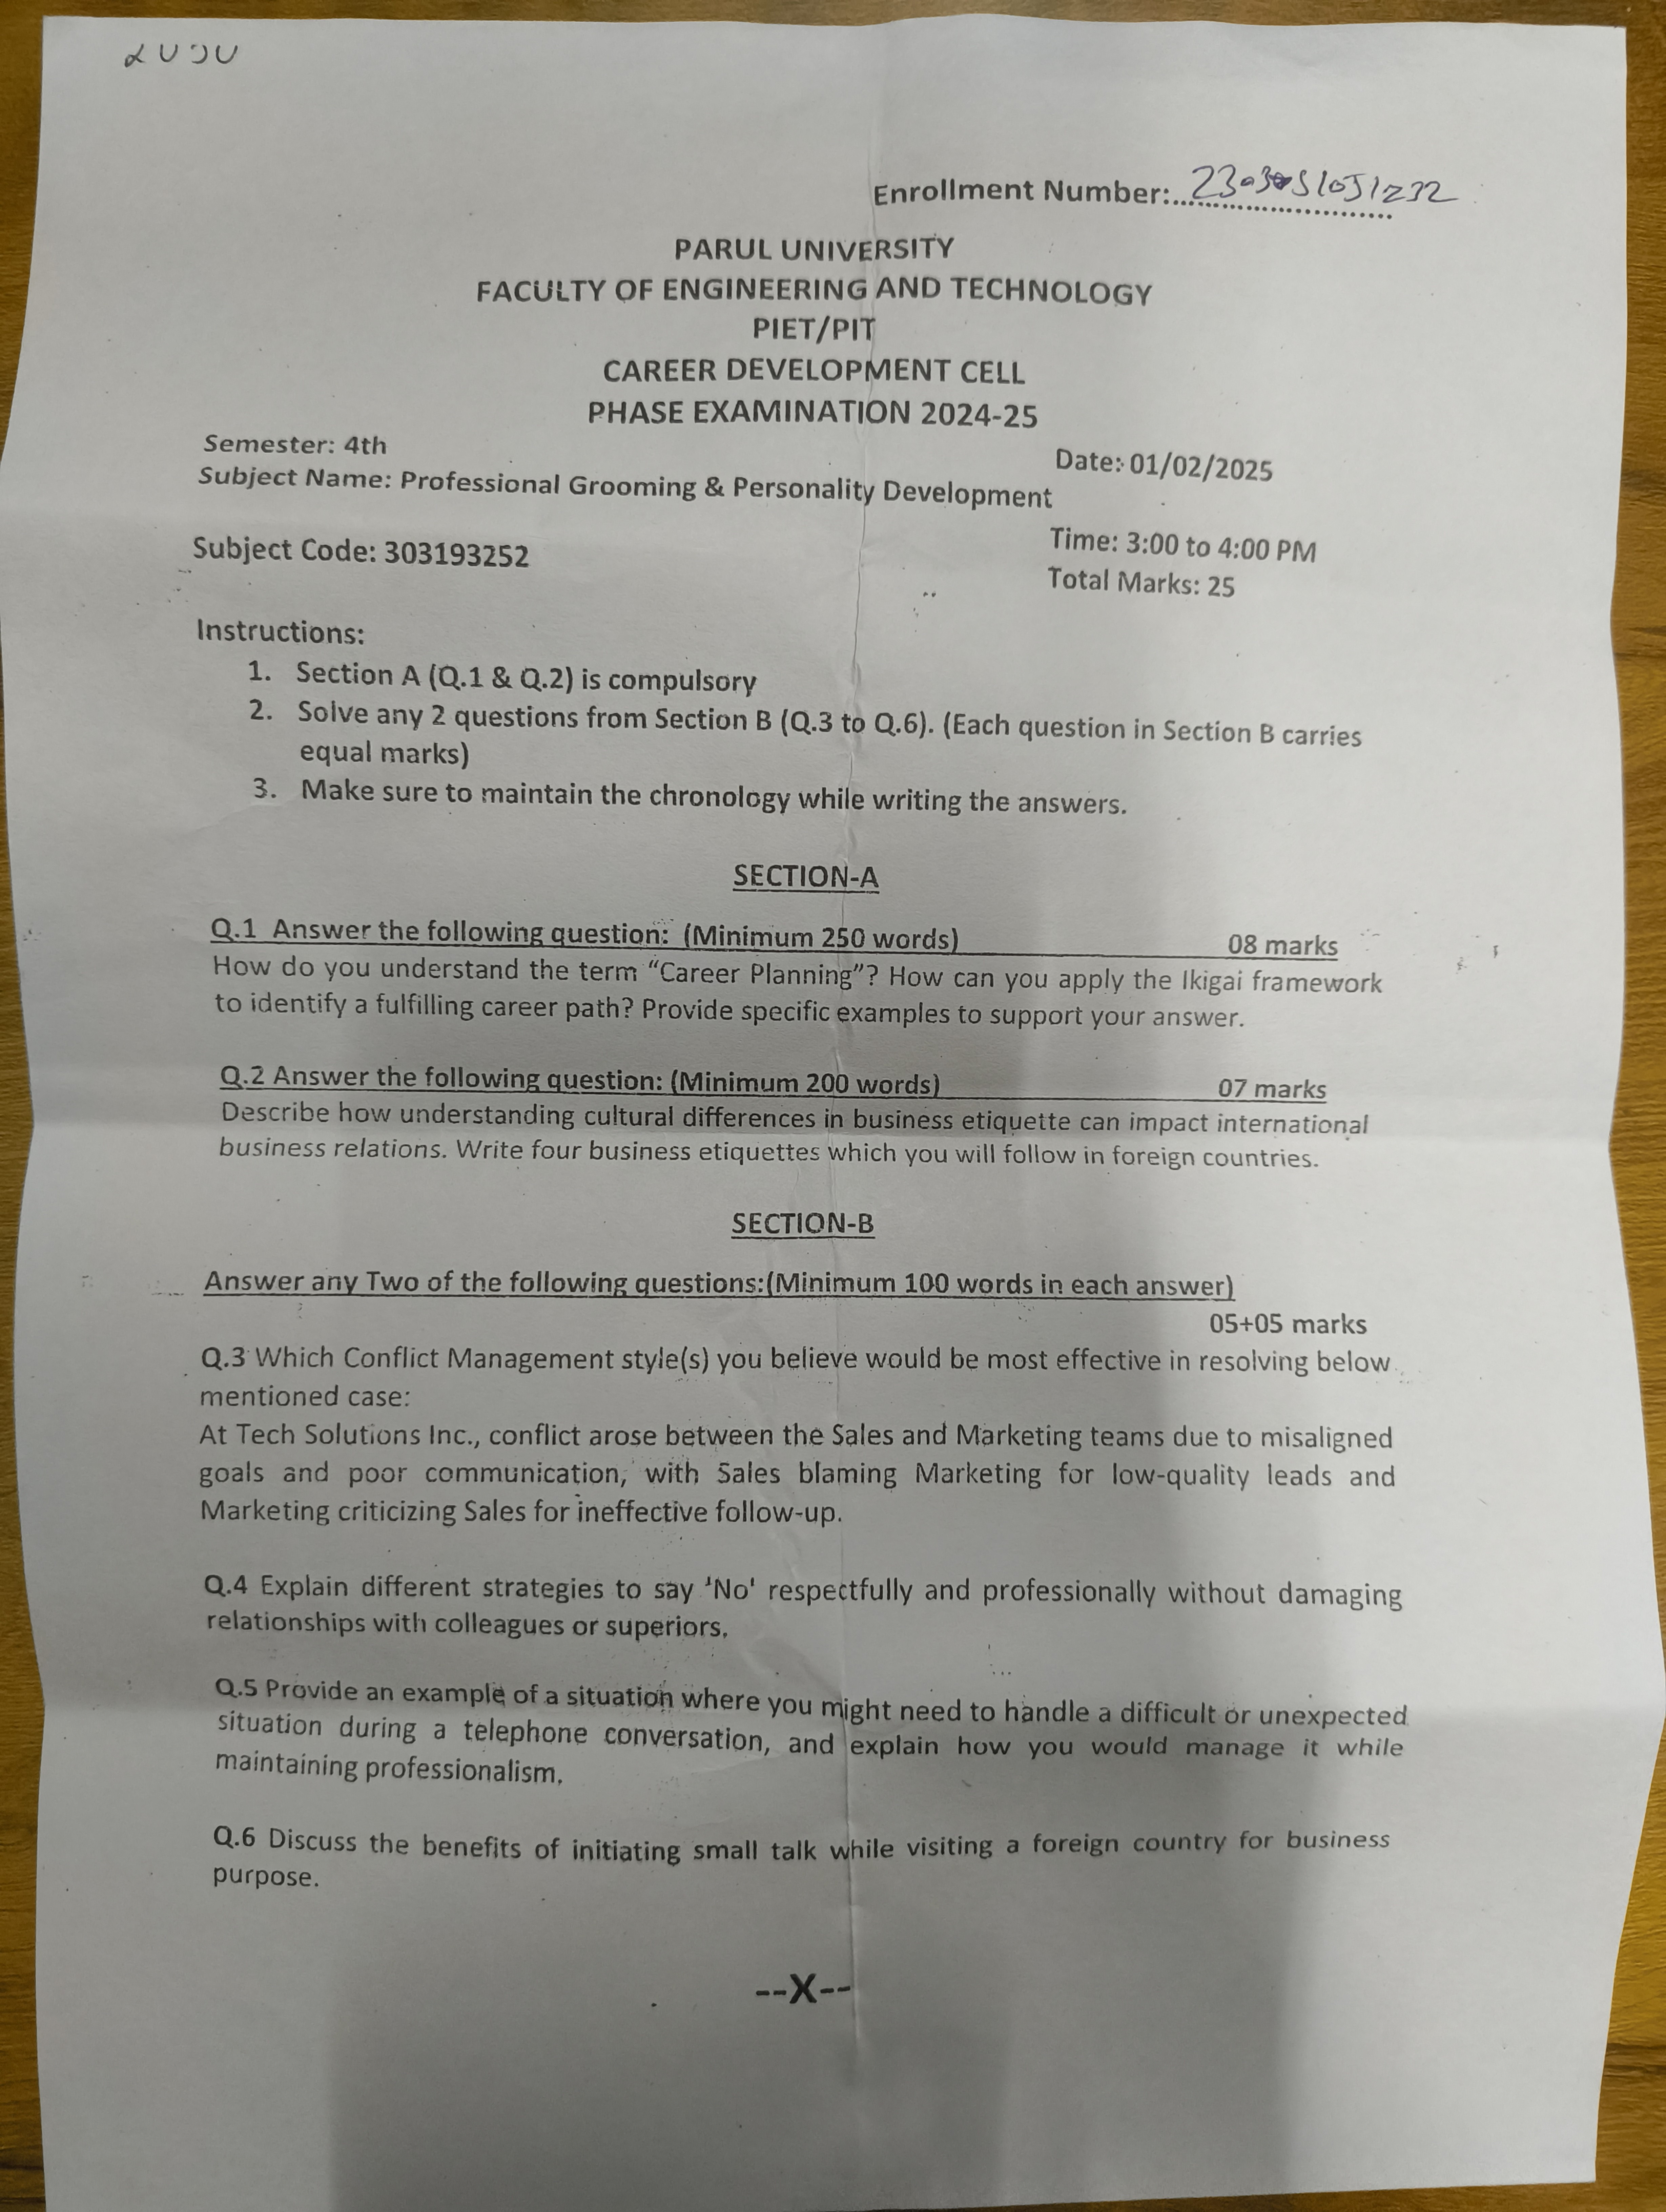 Enrollment Number:
PARUL UNIVERSITY
FACULTY OF ENGINEERING AND TECHNOLOGY
PIET/PIT
CAREER DEVELOPMENT CELL
PHASE EXAMINATION 2024-25
Semester: 4th
Date: 01/02/2025
Subject Name: Professional Grooming & Personality Development
Subject Code: 303193252
Time: 3:00 to 4:00 PM
Total Marks: 25
Instructions:
1. Section A (Q.1 & Q.2) is compulsory
2. Solve any 2 questions from Section B (Q.3 to Q.6). (Each question in Section B carries
equal marks)
3. Make sure to maintain the chronology while writing the answers.
SECTION-A
Q.1 Answer the following question: (Minimum 250 words) 08 marks
How do you understand the term “Career Planning”? How can you apply the Ikigai framework
to identify a fulfilling career path? Provide specific examples to support your answer.
Q.2 Answer the following question: (Minimum 200 words) 07 marks
Describe how understanding cultural differences in business etiquette can impact international
business relations. Write four business etiquettes which you will follow in foreign countries.
SECTION-B
Answer any Two of the following questions:(Minimum 100 words in each answer)
05+05 marks
Q.3 Which Conflict Management style(s) you believe would be most effective in resolving below
mentioned case:
At Tech Solutions Inc., conflict arose between the Sales and Marketing teams due to misaligned
goals and poor communication, with Sales blaming Marketing for low-quality leads and
Marketing criticizing Sales for ineffective follow-up.
Q.4 Explain different strategies to say 'No' respectfully and professionally without damaging
relationships with colleagues or superiors.
Q.5 Provide an example of a situation where you might need to handle a difficult or unexpected
situation during a telephone conversation, and explain how you would manage it while
maintaining professionalism.
Q.6 Discuss the benefits of initiating small talk while visiting a foreign country for business
purpose.
--X--